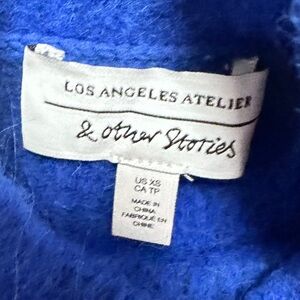 LOS ANGELES ATELIER
& other Stories
US XS
CA TP
MADE IN
CHINA
FABRIQUÉ EN
CHINE